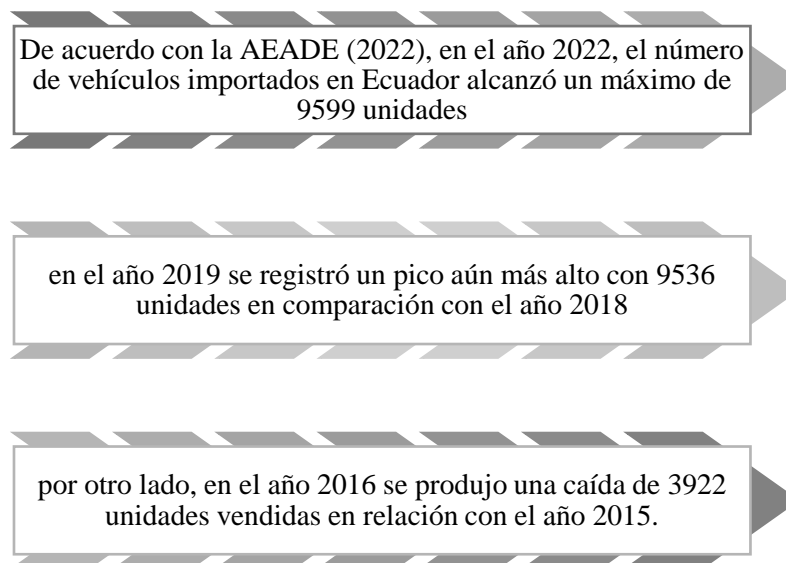 De acuerdo con la AEADE (2022), en el año 2022, el número
de vehículos importados en Ecuador alcanzó un máximo de
9599 unidades
en el año 2019 se registró un pico aún más alto con 9536
unidades en comparación con el año 2018
por otro lado, en el año 2016 se produjo una caída de 3922
unidades vendidas en relación con el año 2015.